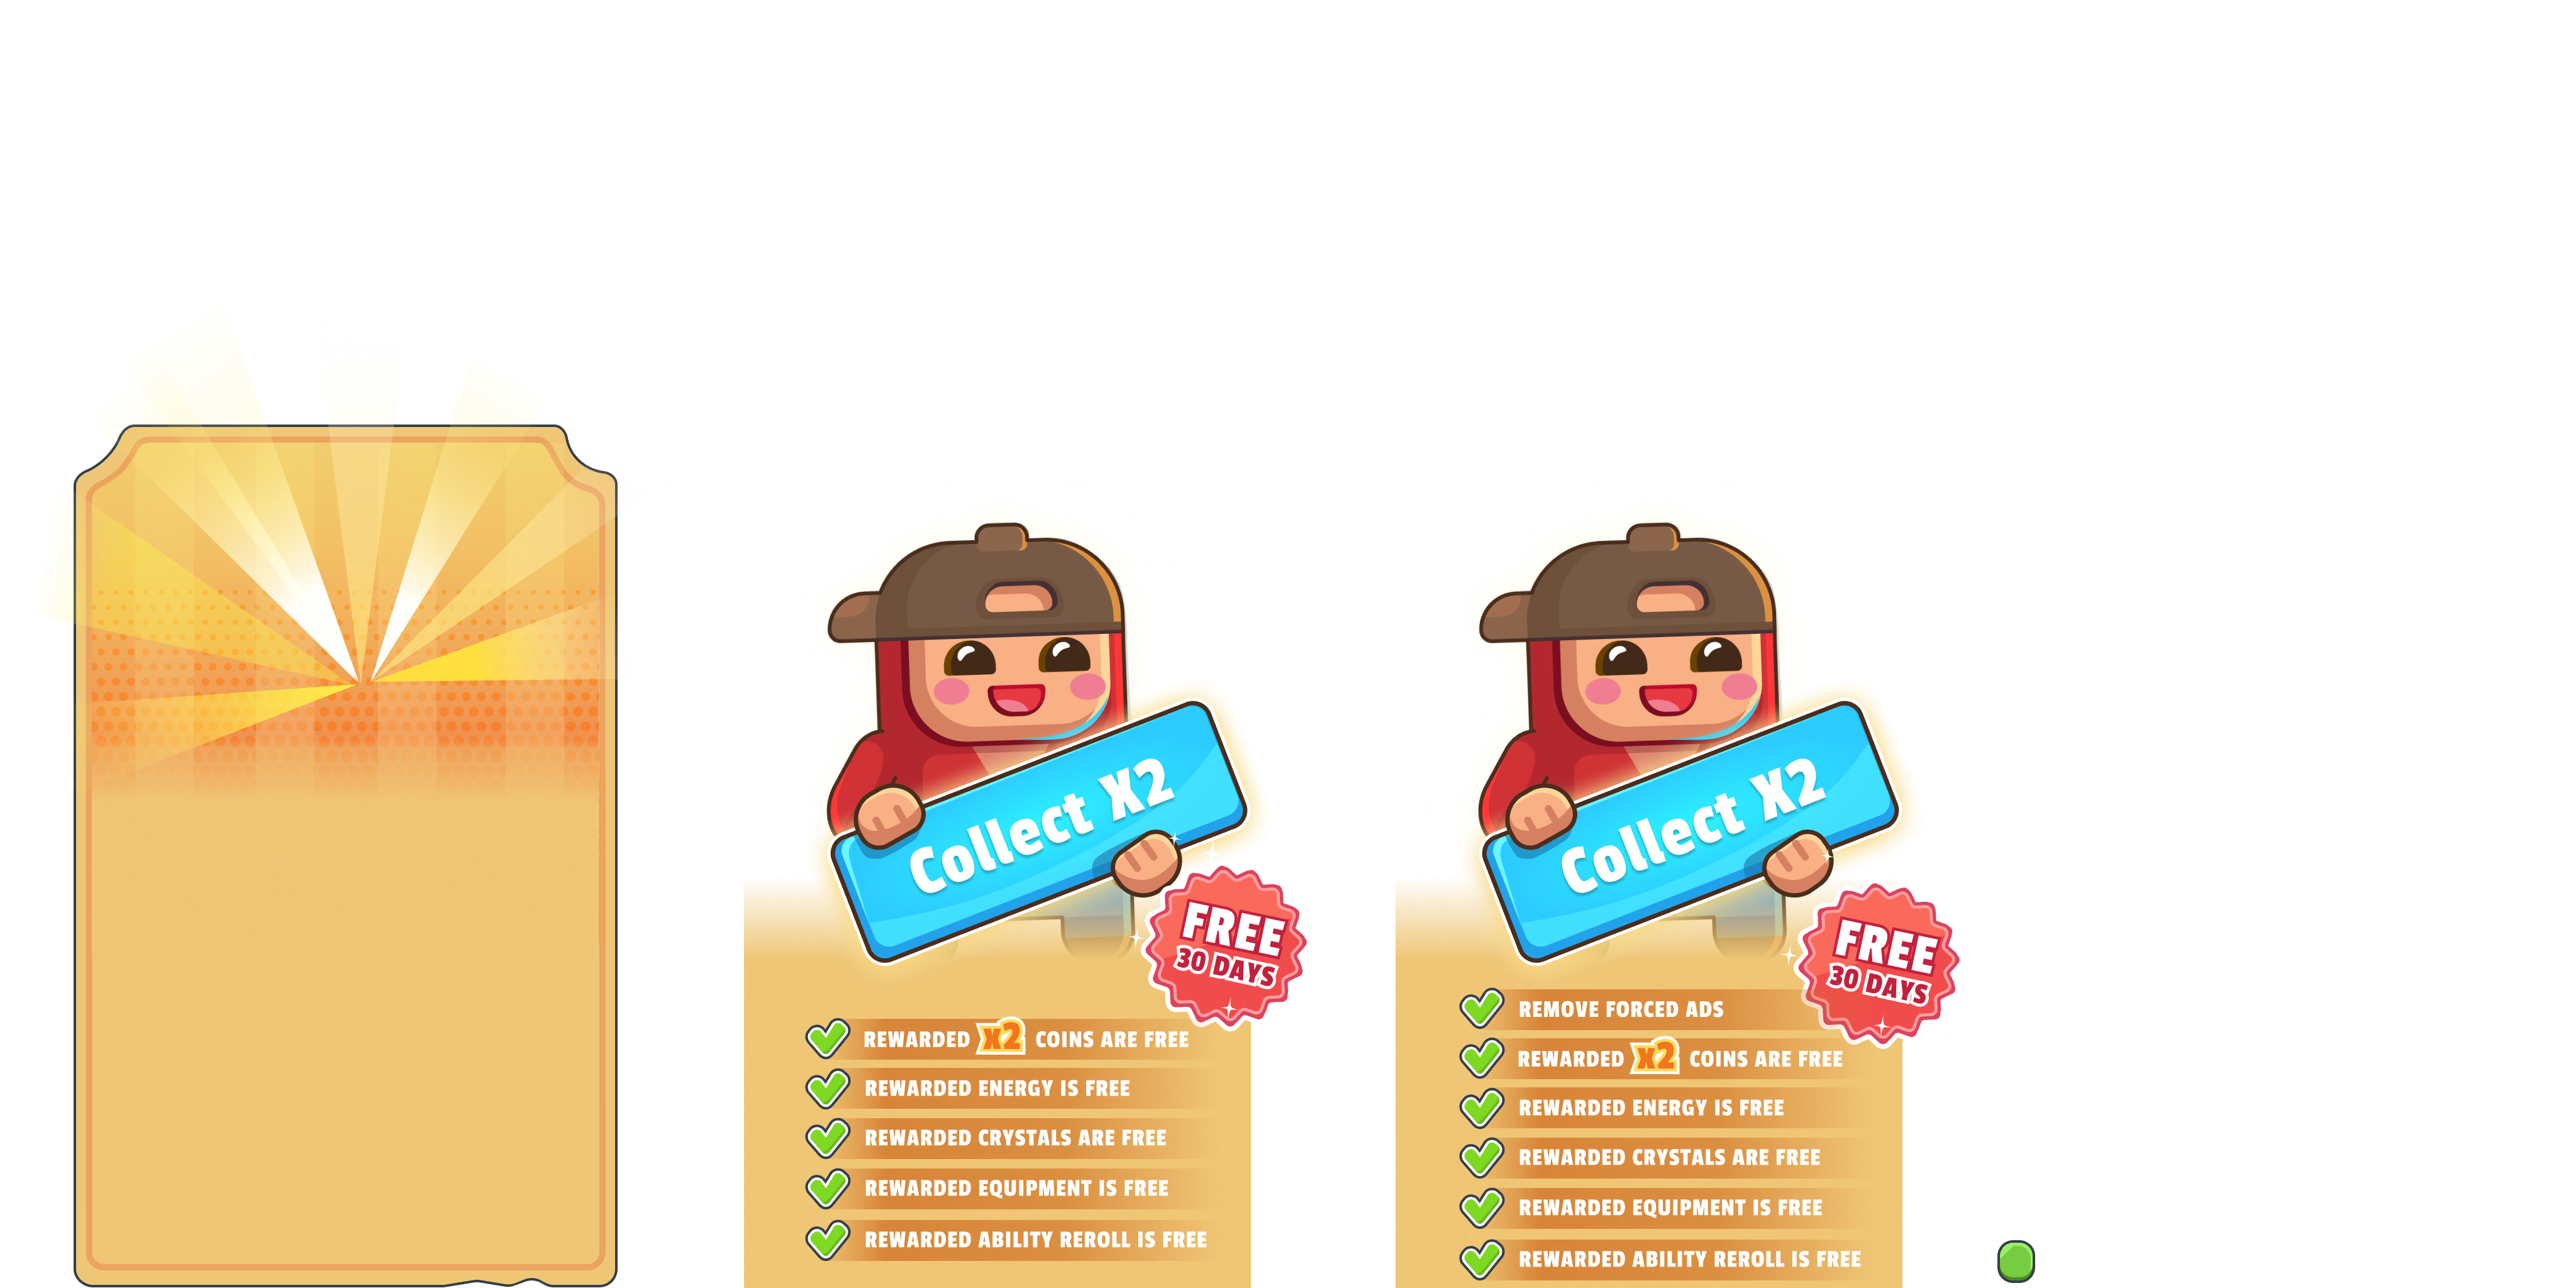 Collect X2
FREE
30 DAYS
REWARDED X2 COINS ARE FREE
REWARDED ENERGY IS FREE
REWARDED CRYSTALS ARE FREE
REWARDED EQUIPMENT IS FREE
REWARDED ABILITY REROLL IS FREE
Collect X2
FREE
30 DAYS
REMOVE FORCED ADS
REWARDED X2 COINS ARE FREE
REWARDED ENERGY IS FREE
REWARDED CRYSTALS ARE FREE
REWARDED EQUIPMENT IS FREE
REWARDED ABILITY REROLL IS FREE